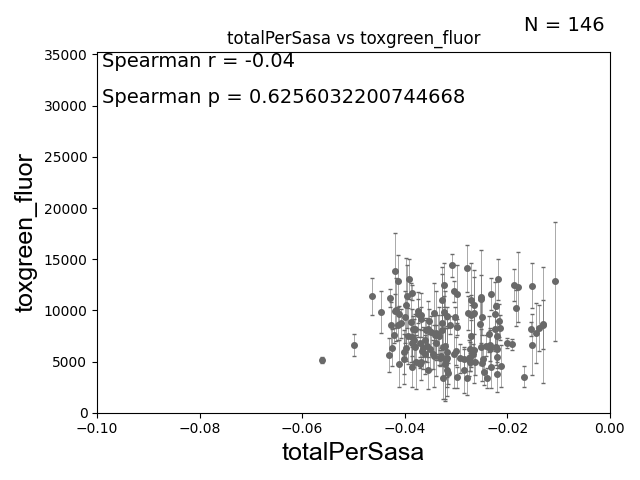 N = 146
totalPerSasa vs toxgreen_fluor
Spearman r = -0.04
Spearman p = 0.6256032200744668
35000
30000
25000
20000
15000
10000
5000
0
toxgreen_fluor
−0.10
−0.08
−0.06
−0.04
−0.02
0.00
totalPerSasa